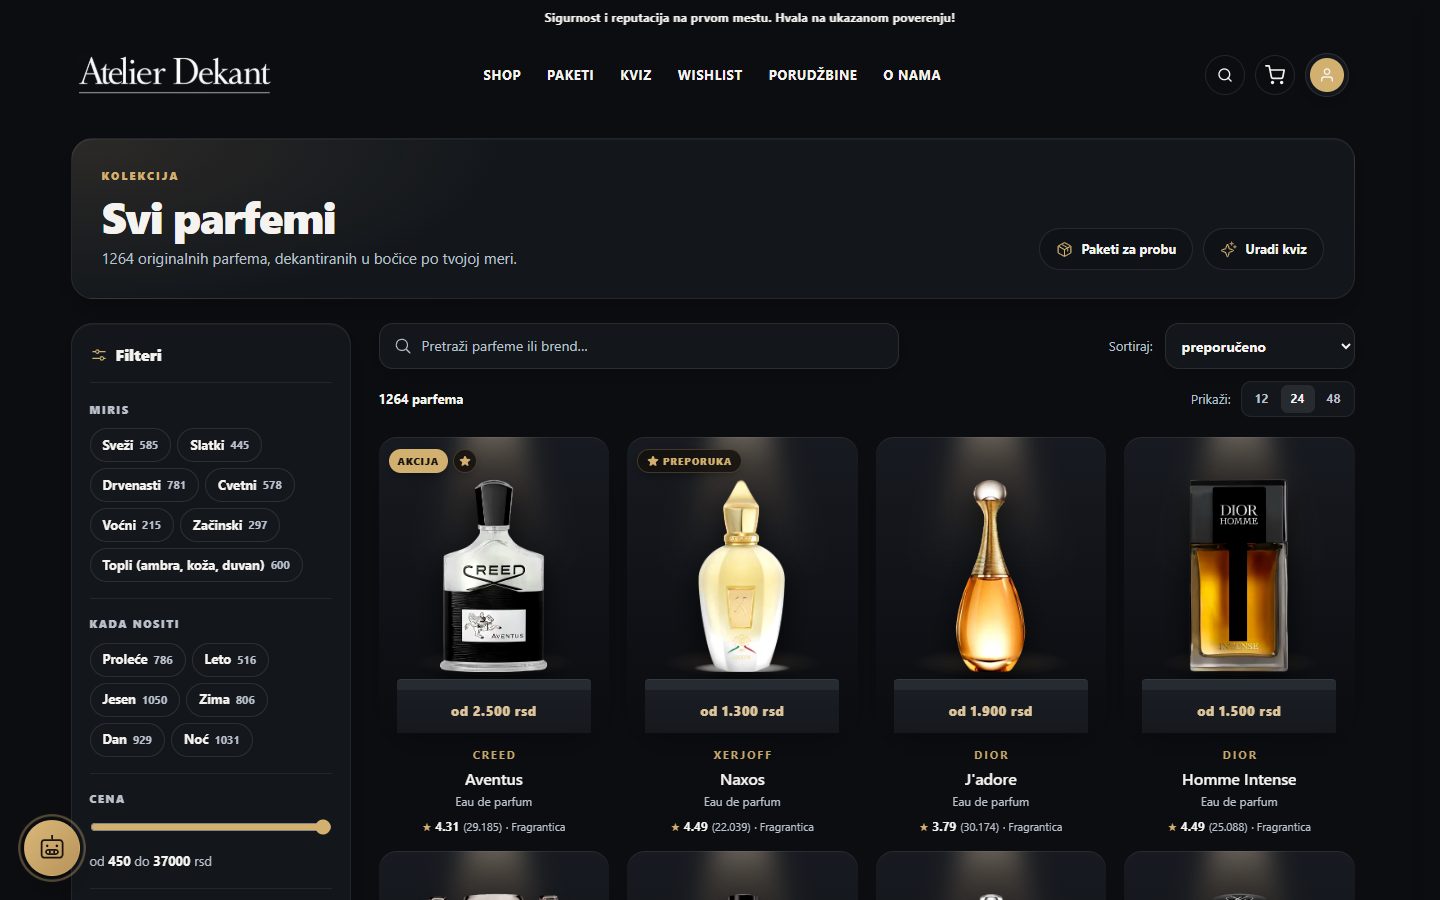 Sigurnost i reputacija na prvom mestu. Hvala na ukazanom poverenju!
Atelier Dekant
SHOP PAKETI KVIZ WISHLIST PORUDŽBINE O NAMA
KOLEKCIJA
Svi parfemi
1264 originalnih parfema, dekantiranih u bočice po tvojoj meri.
Paketi za probu
Uradi kviz
Filteri
MIRIS
Sveži 585
Slatki 445
Drvenasti 781
Cvetni 578
Voćni 215
Začinski 297
Topli (ambra, koža, duvan) 600
KADA NOSITI
Proleće 786
Leto 516
Jesen 1050
Zima 806
Dan 929
Noć 1031
CENA
od 450 do 37000 rsd
Pretraži parfeme ili brend...
Sortiraj:
preporučeno
1264 parfema
Prikaži:
12 24 48
AKCIJA
CREED
AVENTUS
od 2.500 rsd
CREED
Aventus
Eau de parfum
★ 4.31 (29.185) · Fragrantica
★ PREPORUKA
od 1.300 rsd
XERJOFF
Naxos
Eau de parfum
★ 4.49 (22.039) · Fragrantica
od 1.900 rsd
DIOR
J'adore
Eau de parfum
★ 3.79 (30.174) · Fragrantica
DIOR
HOMME
INTENSE
od 1.500 rsd
DIOR
Homme Intense
Eau de parfum
★ 4.49 (25.088) · Fragrantica